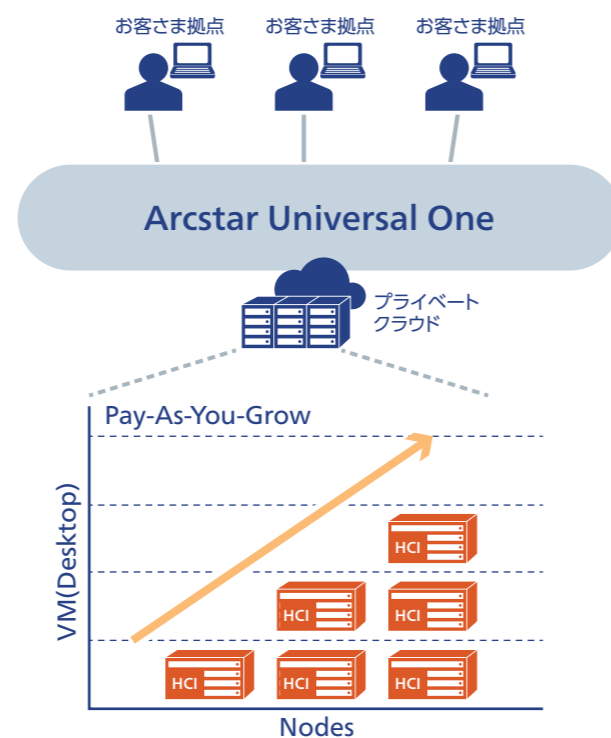 お客さま拠点
お客さま拠点
お客さま拠点
Arcstar Universal One
プライベート
クラウド
Pay-As-You-Grow
VM(Desktop)
HCI
HCI
HCI
HCI
HCI
HCI
Nodes